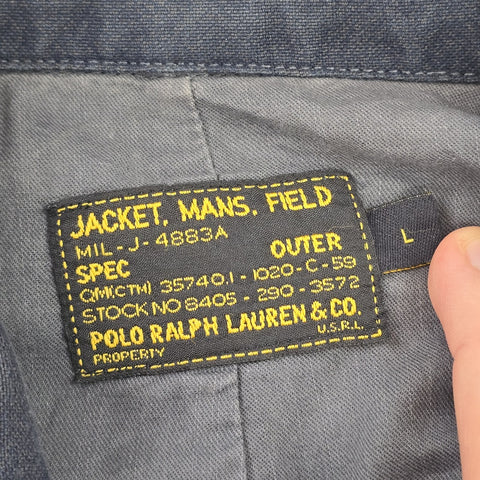 JACKET, MANS, FIELD
MIL-J-4883A
SPEC OUTER
QM(CTM) 35740,1-1020-C-59
STOCK NO 8405-290-3572
POLO RALPH LAUREN & CO.
PROPERTY U.S.R.L.
L